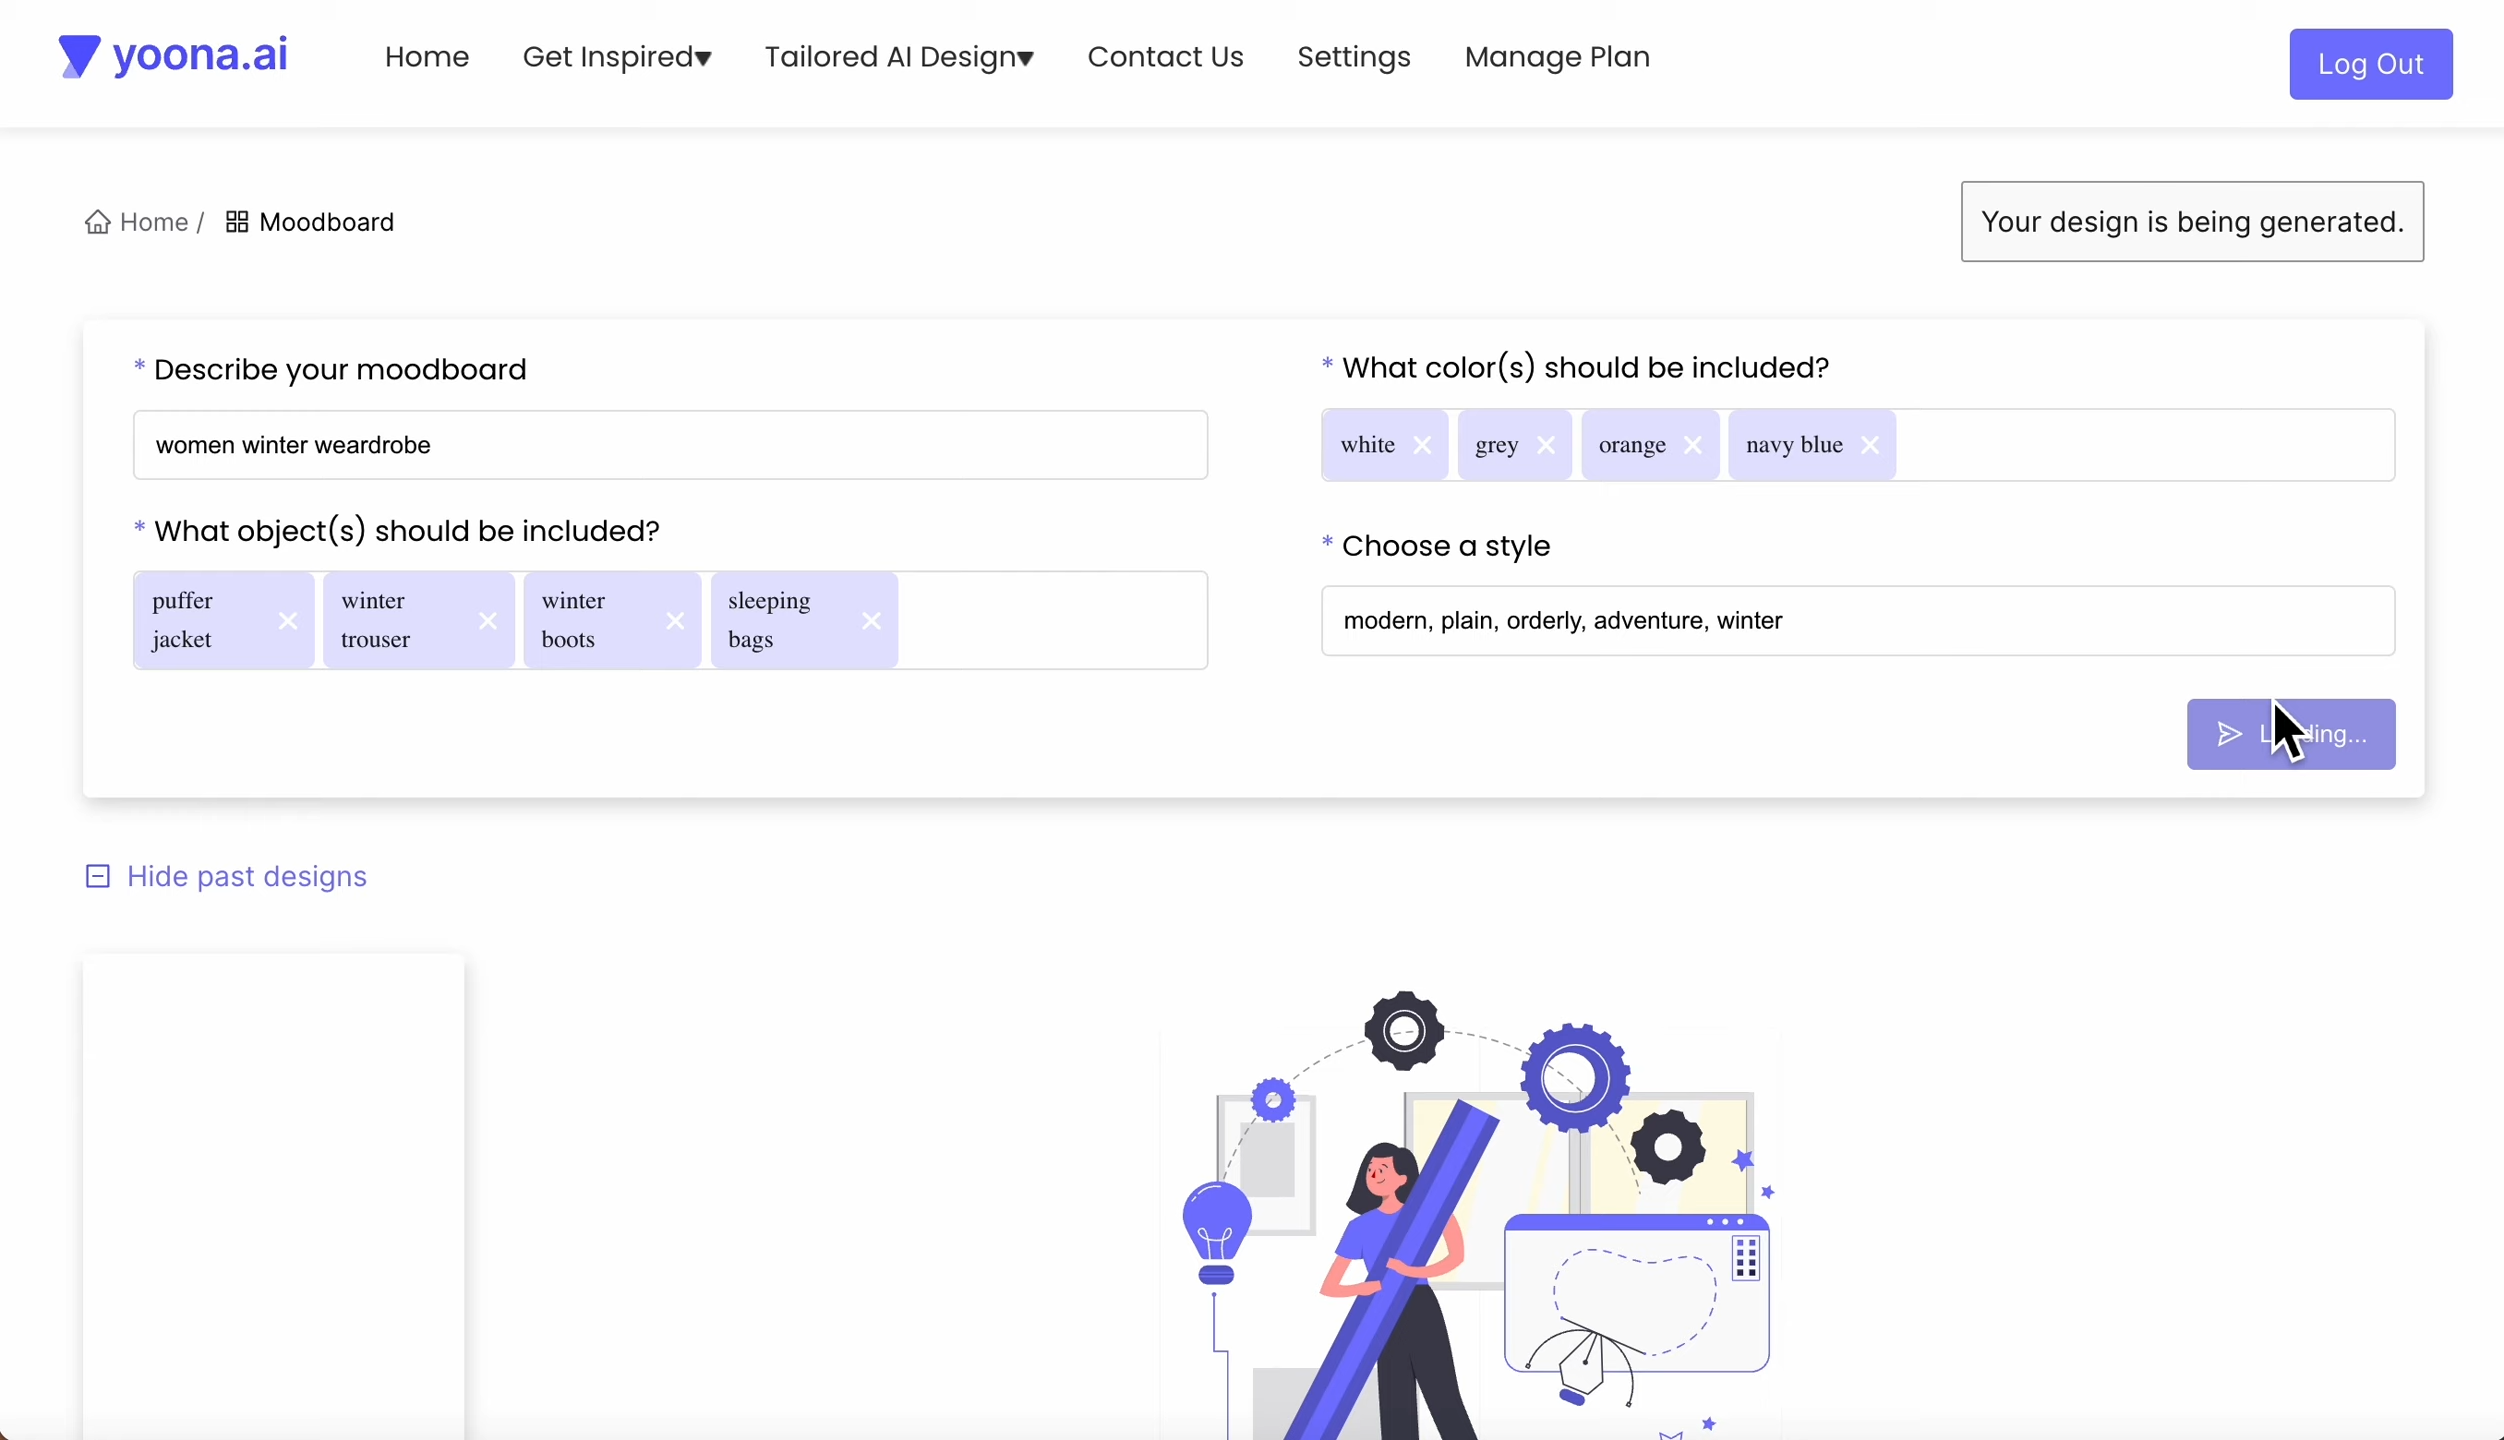 yoona.ai
Home
Get Inspired▾
Tailored AI Design▾
Contact Us
Settings
Manage Plan
Log Out
Home /
Moodboard
Your design is being generated.
* Describe your moodboard
women winter weardrobe
* What color(s) should be included?
white
grey
orange
navy blue
* What object(s) should be included?
puffer
jacket
winter
trouser
winter
boots
sleeping
bags
* Choose a style
modern, plain, orderly, adventure, winter
Hide past designs